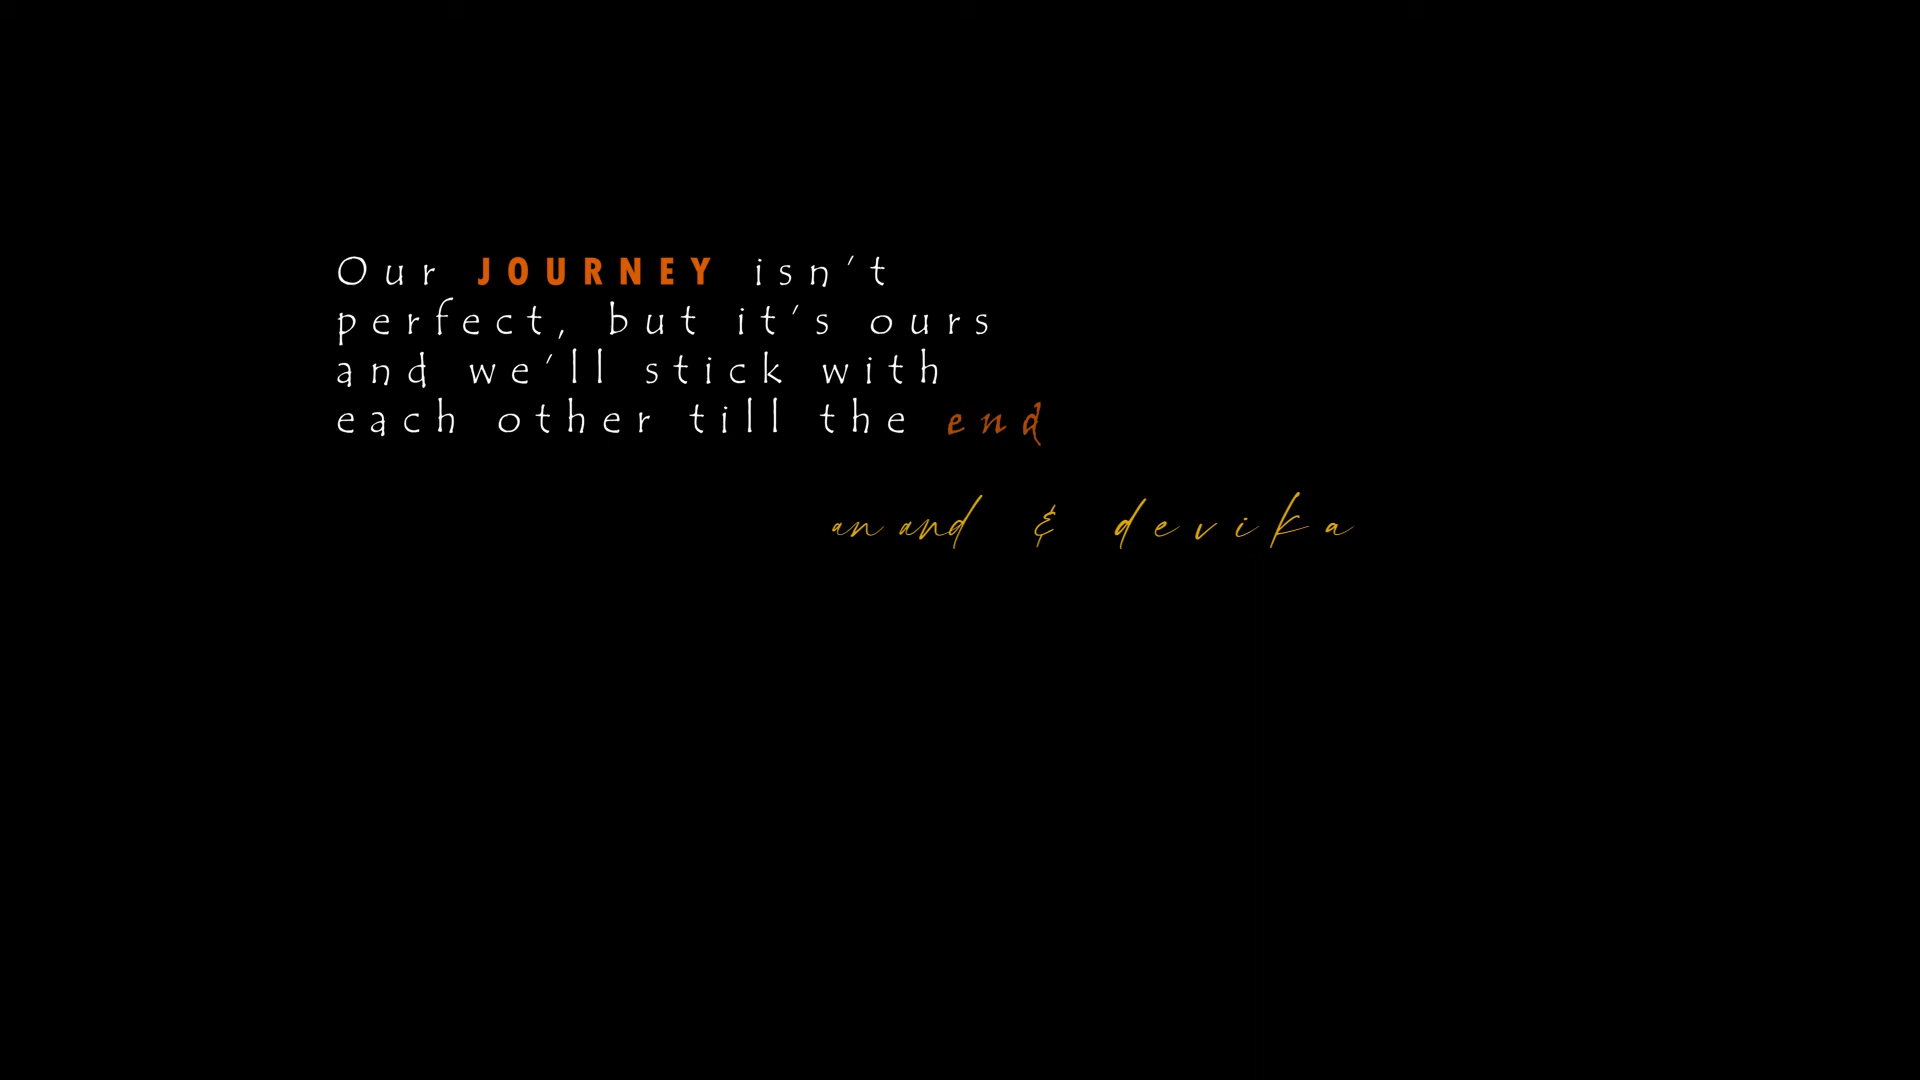 Our JOURNEY isn't
perfect, but it's ours
and we'll stick with
each other till the end
anand & devika